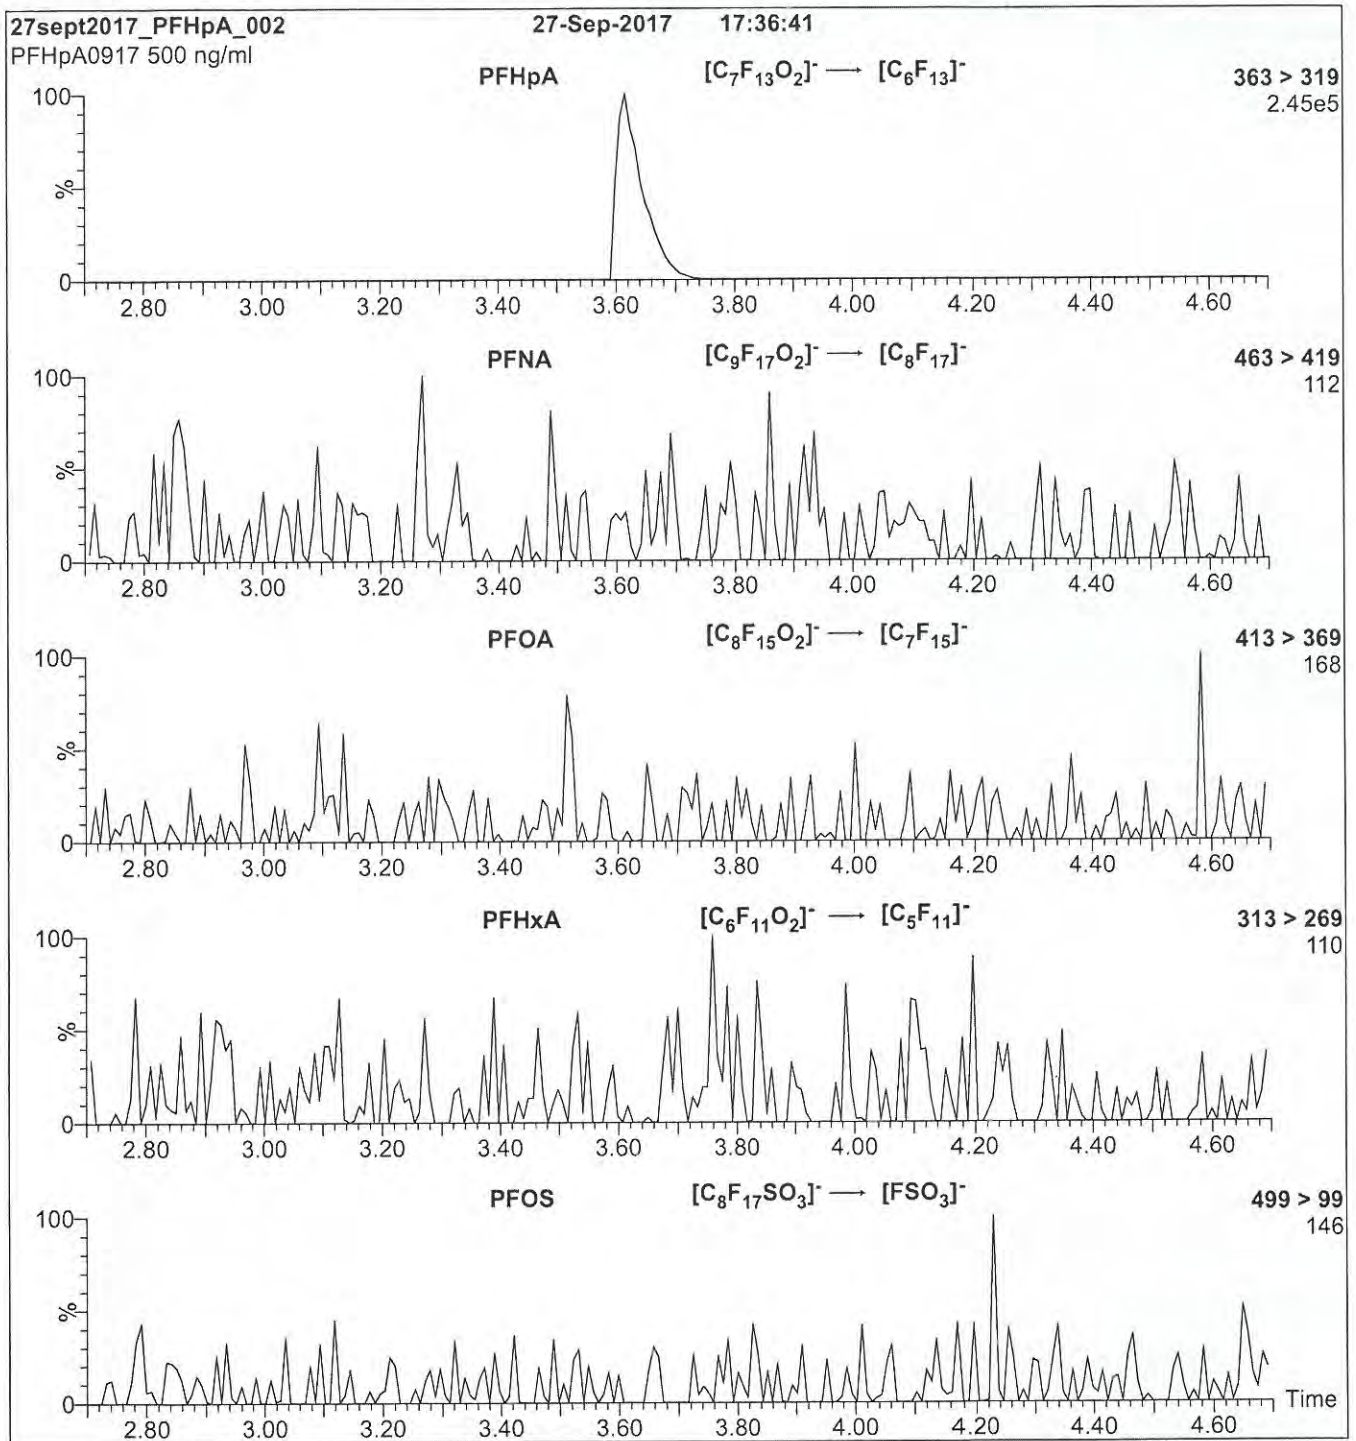 27sept2017_PFHpA_002 27-Sep-2017 17:36:41
PFHpA0917 500 ng/ml
PFHpA [C₇F₁₃O₂]⁻ → [C₆F₁₃]⁻ 363 > 319
2.45e5
100
%
0
2.80 3.00 3.20 3.40 3.60 3.80 4.00 4.20 4.40 4.60
PFNA [C₉F₁₇O₂]⁻ → [C₈F₁₇]⁻ 463 > 419
112
100
%
0
2.80 3.00 3.20 3.40 3.60 3.80 4.00 4.20 4.40 4.60
PFOA [C₈F₁₅O₂]⁻ → [C₇F₁₅]⁻ 413 > 369
168
100
%
0
2.80 3.00 3.20 3.40 3.60 3.80 4.00 4.20 4.40 4.60
PFHxA [C₆F₁₁O₂]⁻ → [C₅F₁₁]⁻ 313 > 269
110
100
%
0
2.80 3.00 3.20 3.40 3.60 3.80 4.00 4.20 4.40 4.60
PFOS [C₈F₁₇SO₃]⁻ → [FSO₃]⁻ 499 > 99
146
100
%
0
Time
2.80 3.00 3.20 3.40 3.60 3.80 4.00 4.20 4.40 4.60